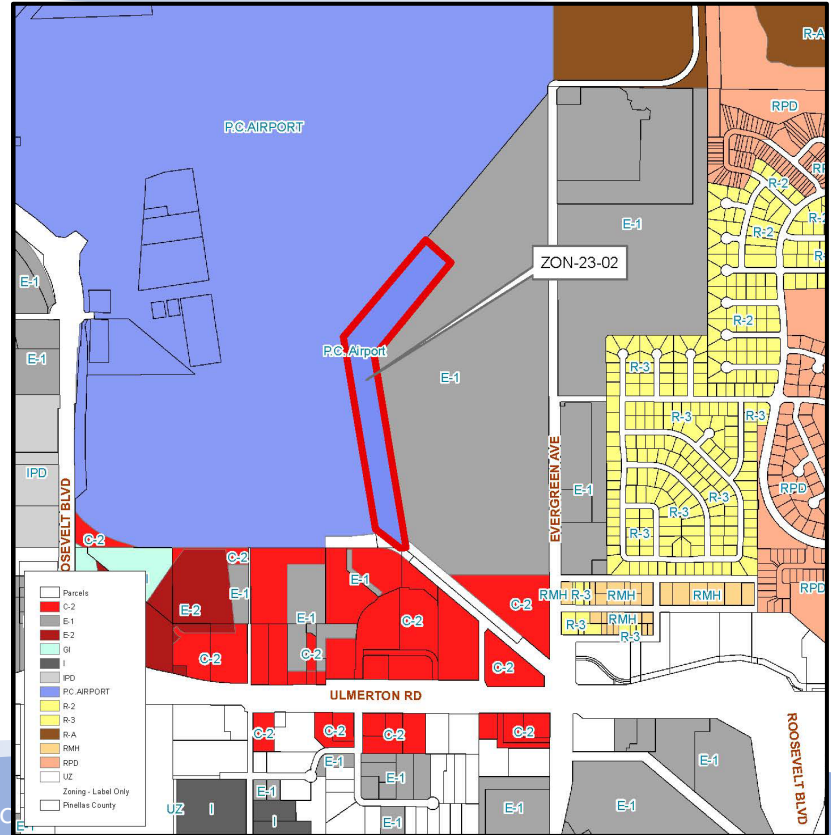 R-A
RPD
P.C.AIRPORT
R-2
R-2
E-1
ZON-23-02
E-1
R-2
E-1
P.C. Airport
R-3
E-1
R-3
R-3
IPD
E-1
R-3
R-3
RPD
R-3
EVERGREEN AVE
OSEVELT BLVD
C-2
C-2
E-1
E-2
E-1
E-1
C-2
C-2
C-2
C-2
C-2
RMH
R-3
RMH
RMH
RPD
RMH
R-3
ULMERTON RD
ROOSEVELT BLVD
C-2
C-2
C-2
C-2
E-1
E-1
E-1
E-1
E-1
E-1
UZ
I
I
Parcels
C-2
E-1
E-2
GI
I
IPD
P.C.AIRPORT
R-2
R-3
R-A
RMH
RPD
UZ
Zoning - Label Only
Pinellas County